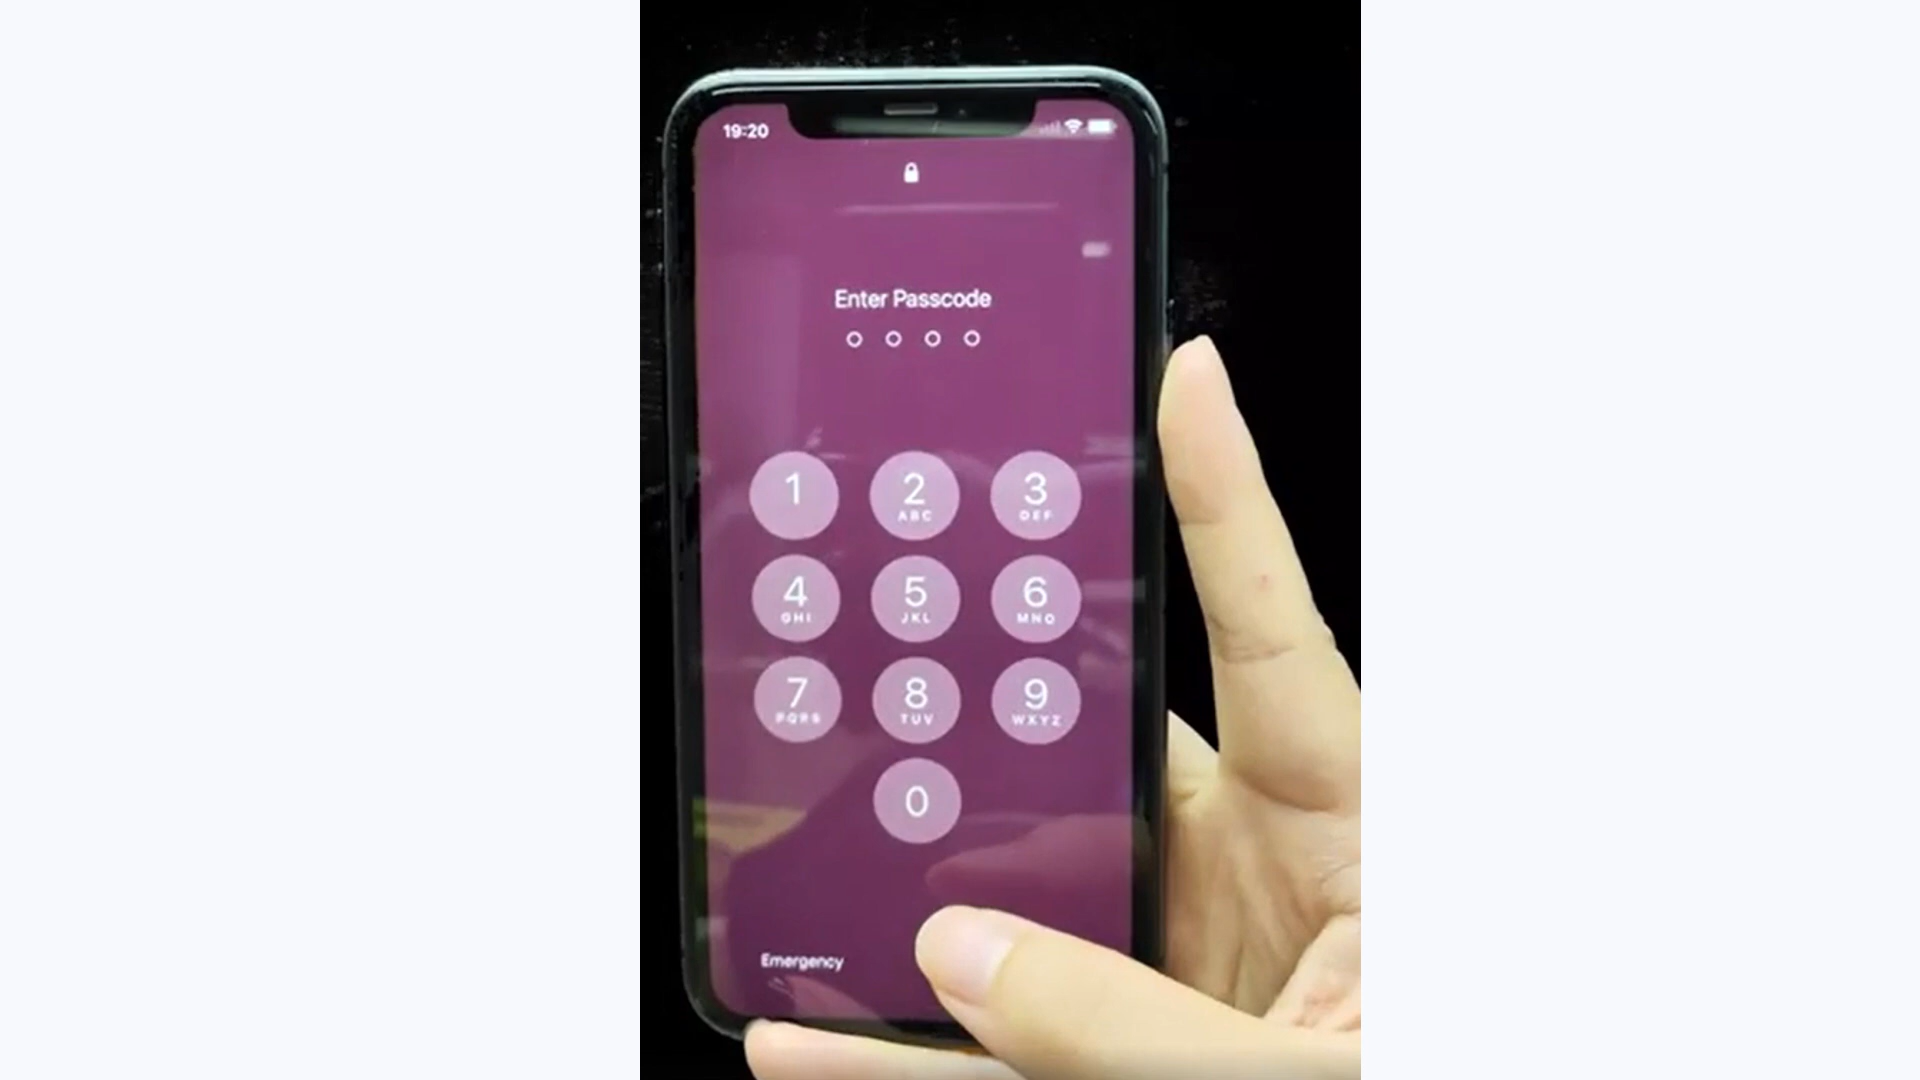 19:20
Enter Passcode
1 2 3
ABC DEF
4 5 6
GHI JKL MNO
7 8 9
PQRS TUV WXYZ
0
Emergency